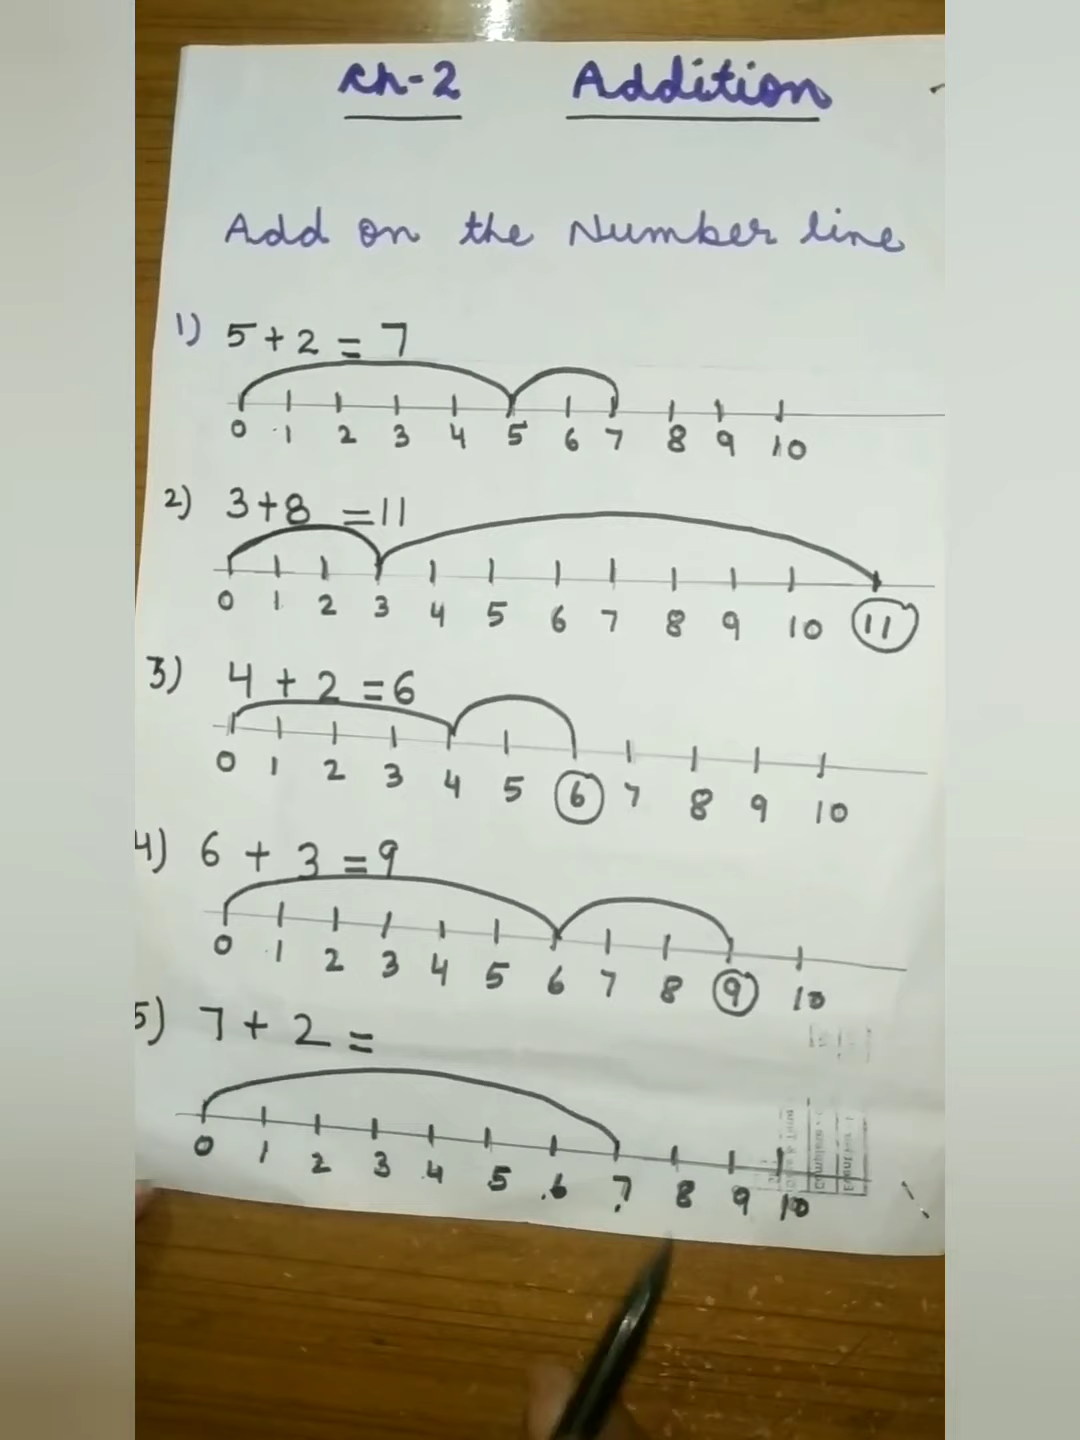 Ch-2 Addition
Add on the Number line
1) 5+2=7
0 1 2 3 4 5 6 7 8 9 10
2) 3+8 =11
0 1 2 3 4 5 6 7 8 9 10 11
3) 4 + 2 =6
0 1 2 3 4 5 6 7 8 9 10
4) 6 + 3 =9
0 1 2 3 4 5 6 7 8 9 10
5) 7 + 2 =
0 1 2 3 4 5 6 7 8 9 10